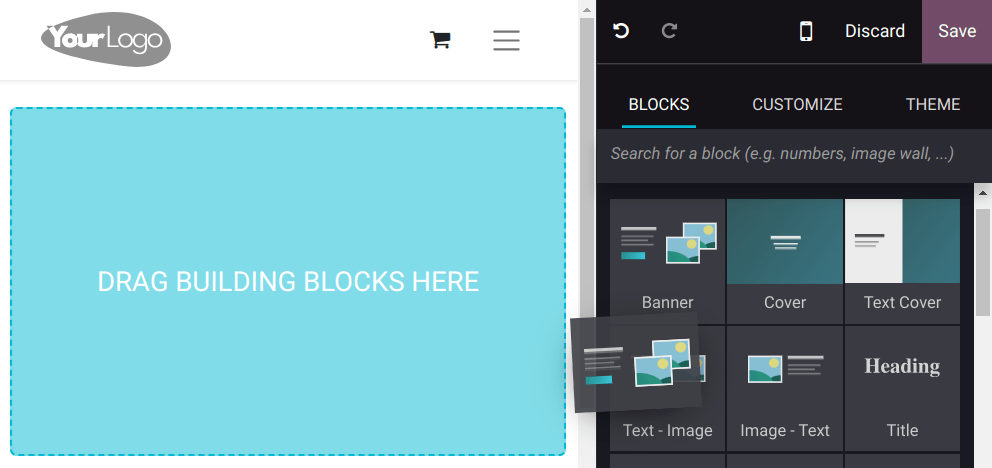 YourLogo
Discard
Save
BLOCKS
CUSTOMIZE
THEME
Search for a block (e.g. numbers, image wall, ...)
DRAG BUILDING BLOCKS HERE
Banner
Cover
Text Cover
Heading
Text - Image
Image - Text
Title